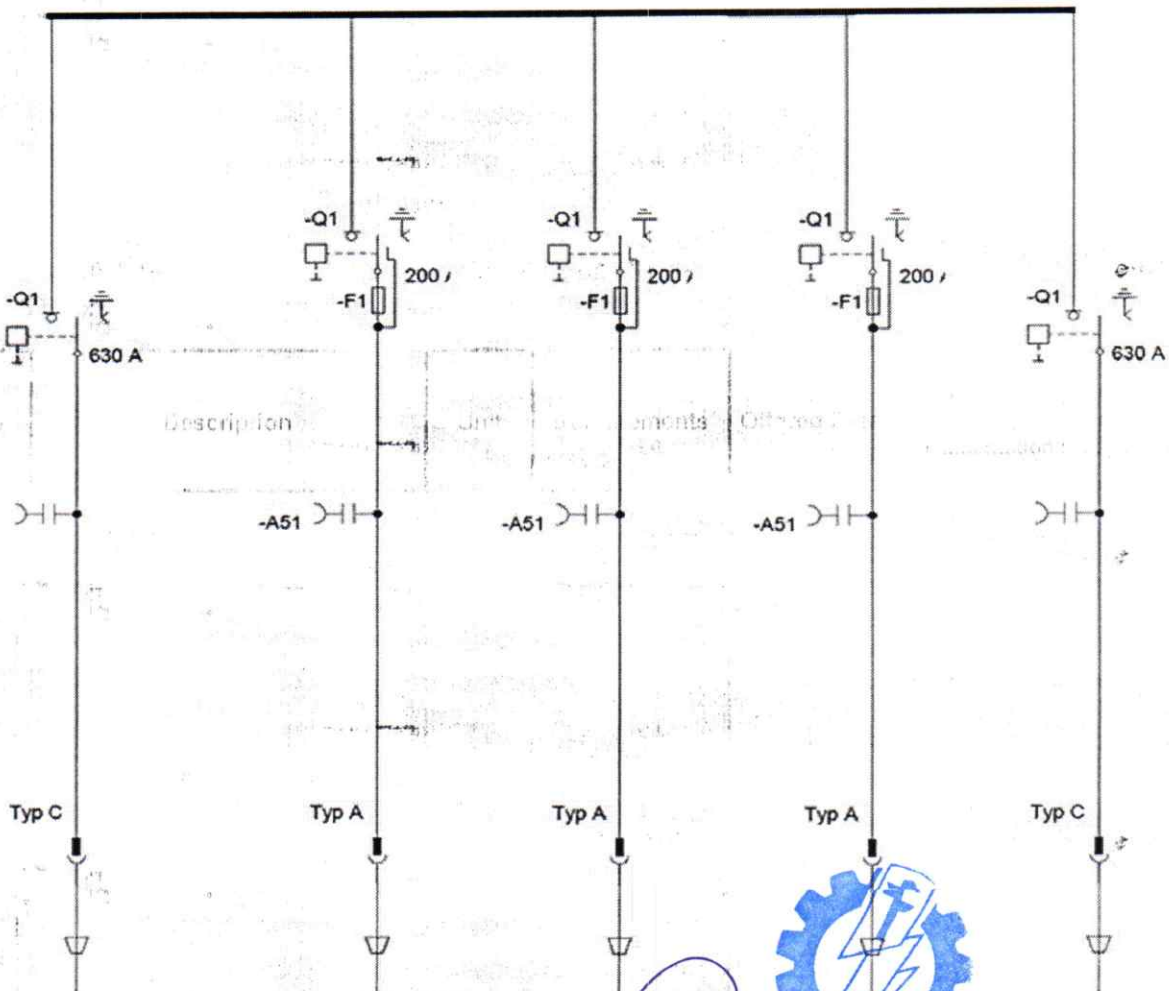 -Q1 -Q1 -Q1
200 A 200 A 200 A
-Q1 -F1 -F1 -F1 -Q1
630 A 630 A
Description
-A51 -A51 -A51
Typ C Typ A Typ A Typ A Typ C